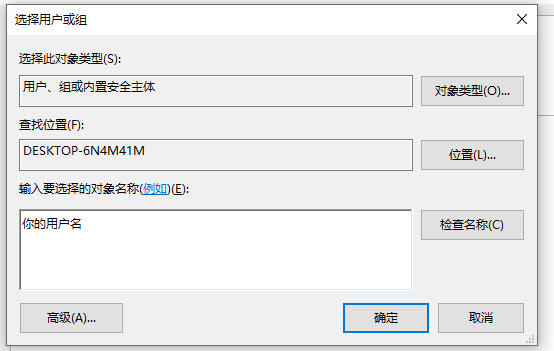 选择用户或组
选择此对象类型(S):
用户、组或内置安全主体
对象类型(O)...
查找位置(F):
DESKTOP-6N4M41M
位置(L)...
输入要选择的对象名称(例如)(E):
你的用户名
检查名称(C)
高级(A)...
确定
取消